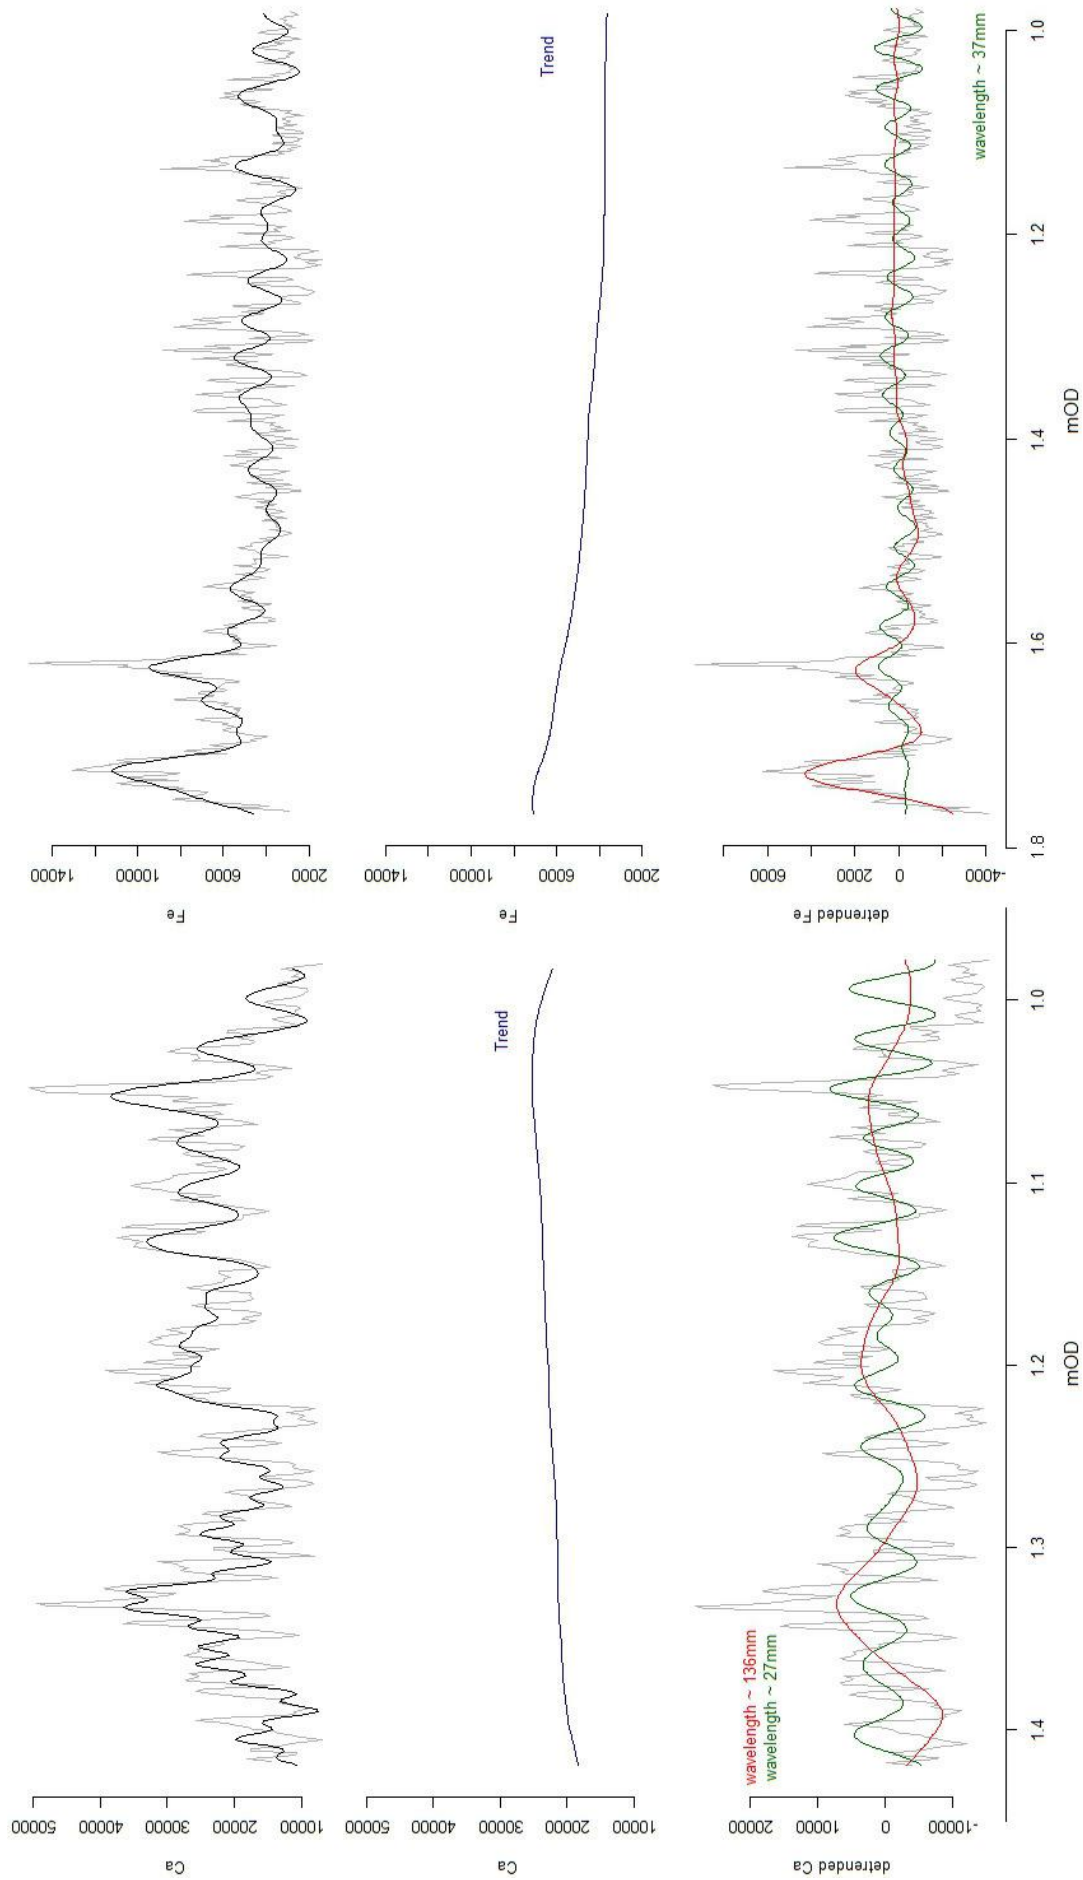 Ca
50000
40000
30000
20000
10000
Fe
14000
10000
6000
2000
Ca
50000
40000
30000
20000
10000
Trend
Fe
14000
10000
6000
2000
Trend
detrended Ca
20000
10000
0
-10000
wavelength ~ 136mm
wavelength ~ 27mm
1.4 1.3 1.2 1.1 1.0
mOD
detrended Fe
6000
2000
0
-4000
wavelength ~ 37mm
1.8 1.6 1.4 1.2 1.0
mOD